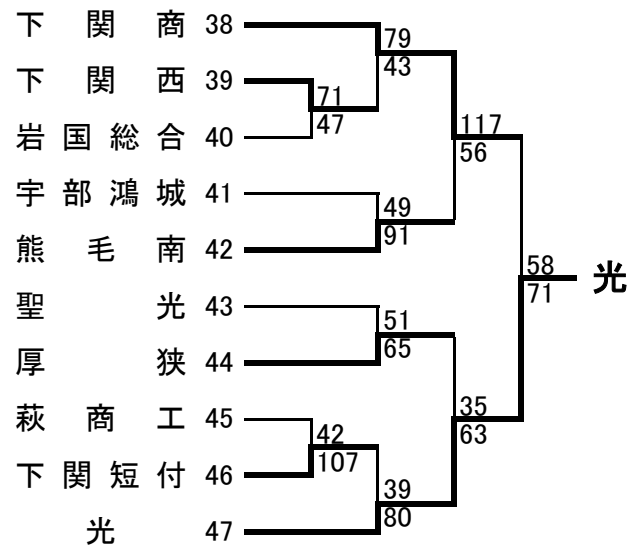 下関商 38
79
43
下関西 39
71
47
岩国総合 40
117
56
宇部鴻城 41
49
91
熊毛南 42
58
71
光
聖光 43
51
65
厚狭 44
35
63
萩商工 45
42
107
下関短付 46
39
80
光 47